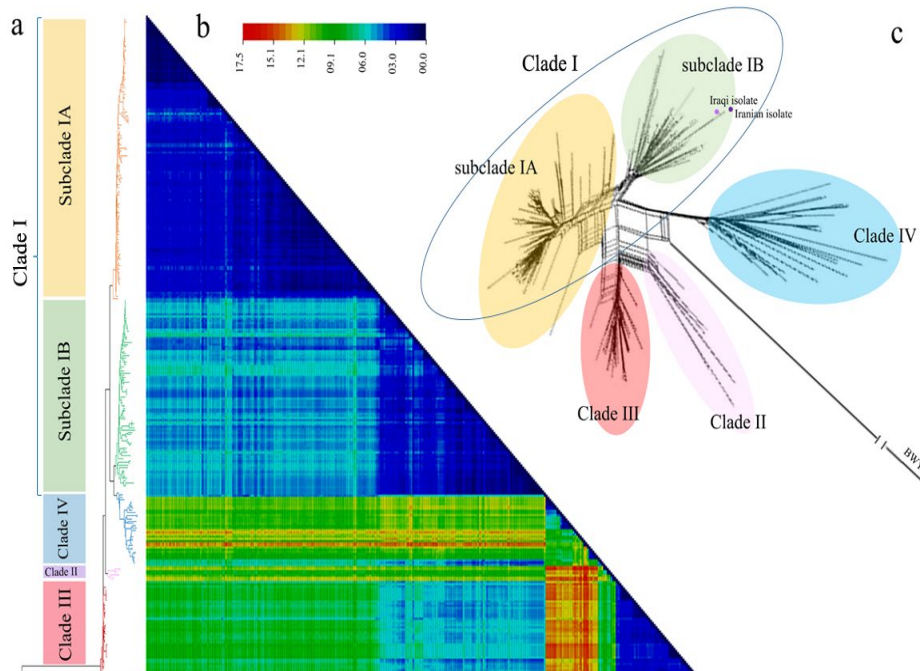 a
b
c
17.5
15.1
12.1
09.1
06.0
03.0
00.0
Clade I
Subclade IA
Subclade IB
Clade IV
Clade II
Clade III
Clade I
subclade IB
Iraqi isolate
Iranian isolate
subclade IA
Clade IV
Clade III
Clade II